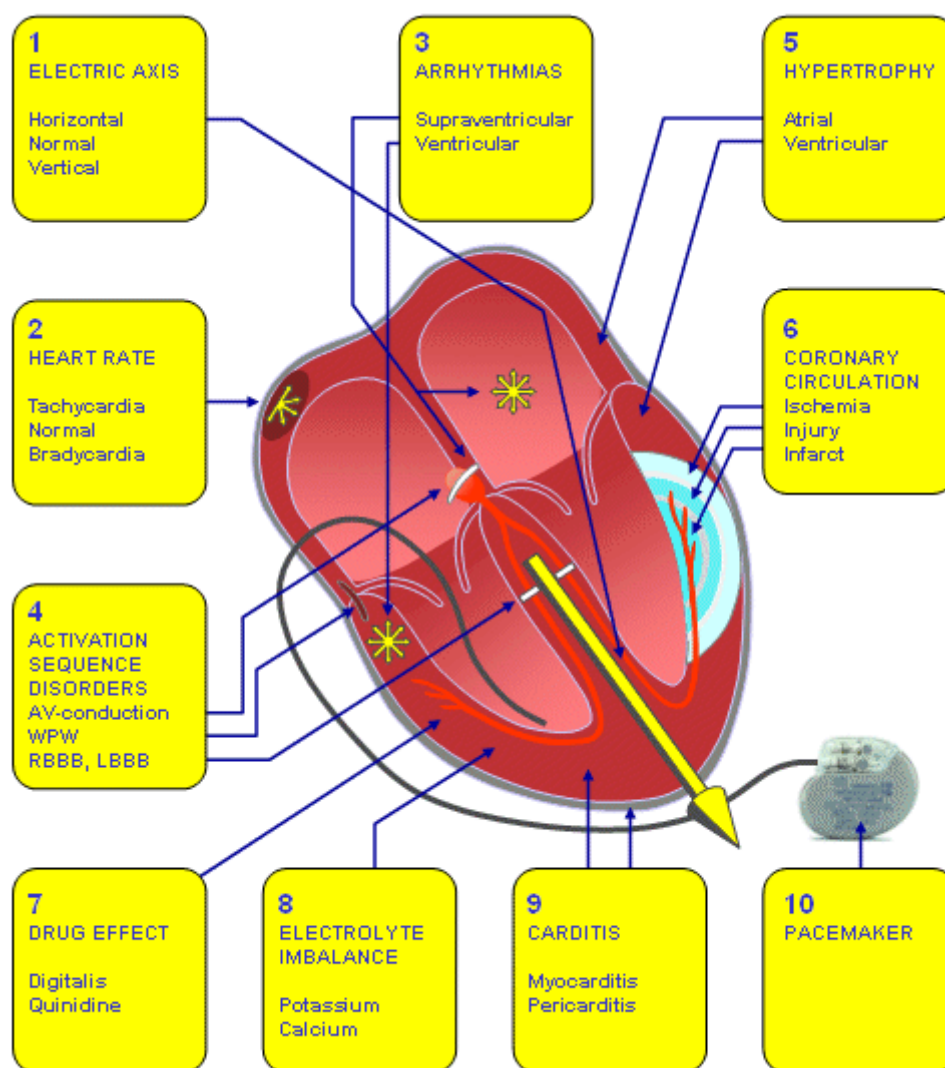 1
ELECTRIC AXIS
Horizontal
Normal
Vertical
3
ARRHYTHMIAS
Supraventricular
Ventricular
5
HYPERTROPHY
Atrial
Ventricular
2
HEART RATE
Tachycardia
Normal
Bradycardia
6
CORONARY
CIRCULATION
Ischemia
Injury
Infarct
4
ACTIVATION
SEQUENCE
DISORDERS
AV-conduction
WPW
RBBB, LBBB
7
DRUG EFFECT
Digitalis
Quinidine
8
ELECTROLYTE
IMBALANCE
Potassium
Calcium
9
CARDITIS
Myocarditis
Pericarditis
10
PACEMAKER